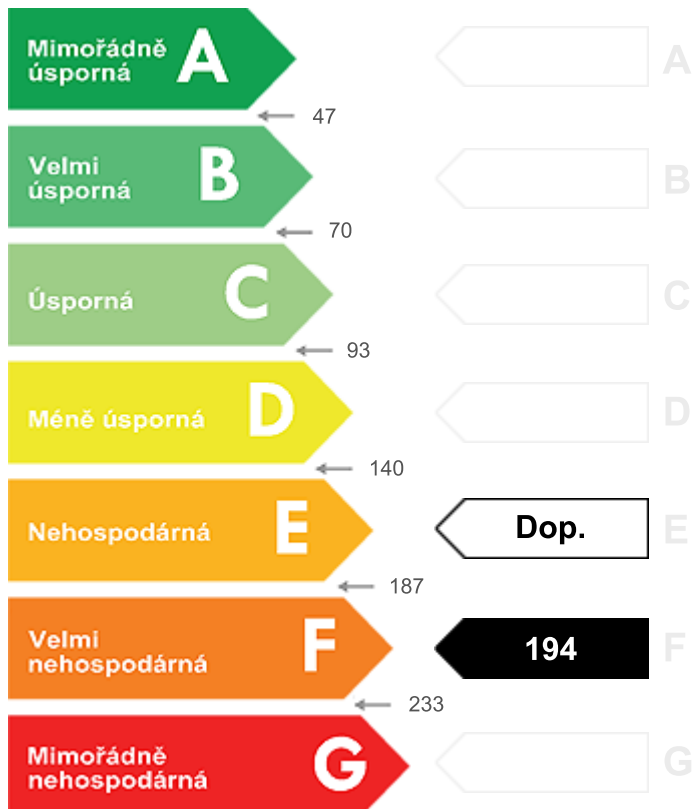 Mimořádně
úsporná
A
A
47
Velmi
úsporná
B
B
70
Úsporná
C
C
93
Méně úsporná
D
D
140
Nehospodárná
E
Dop.
E
187
Velmi
nehospodárná
F
194
F
233
Mimořádně
nehospodárná
G
G